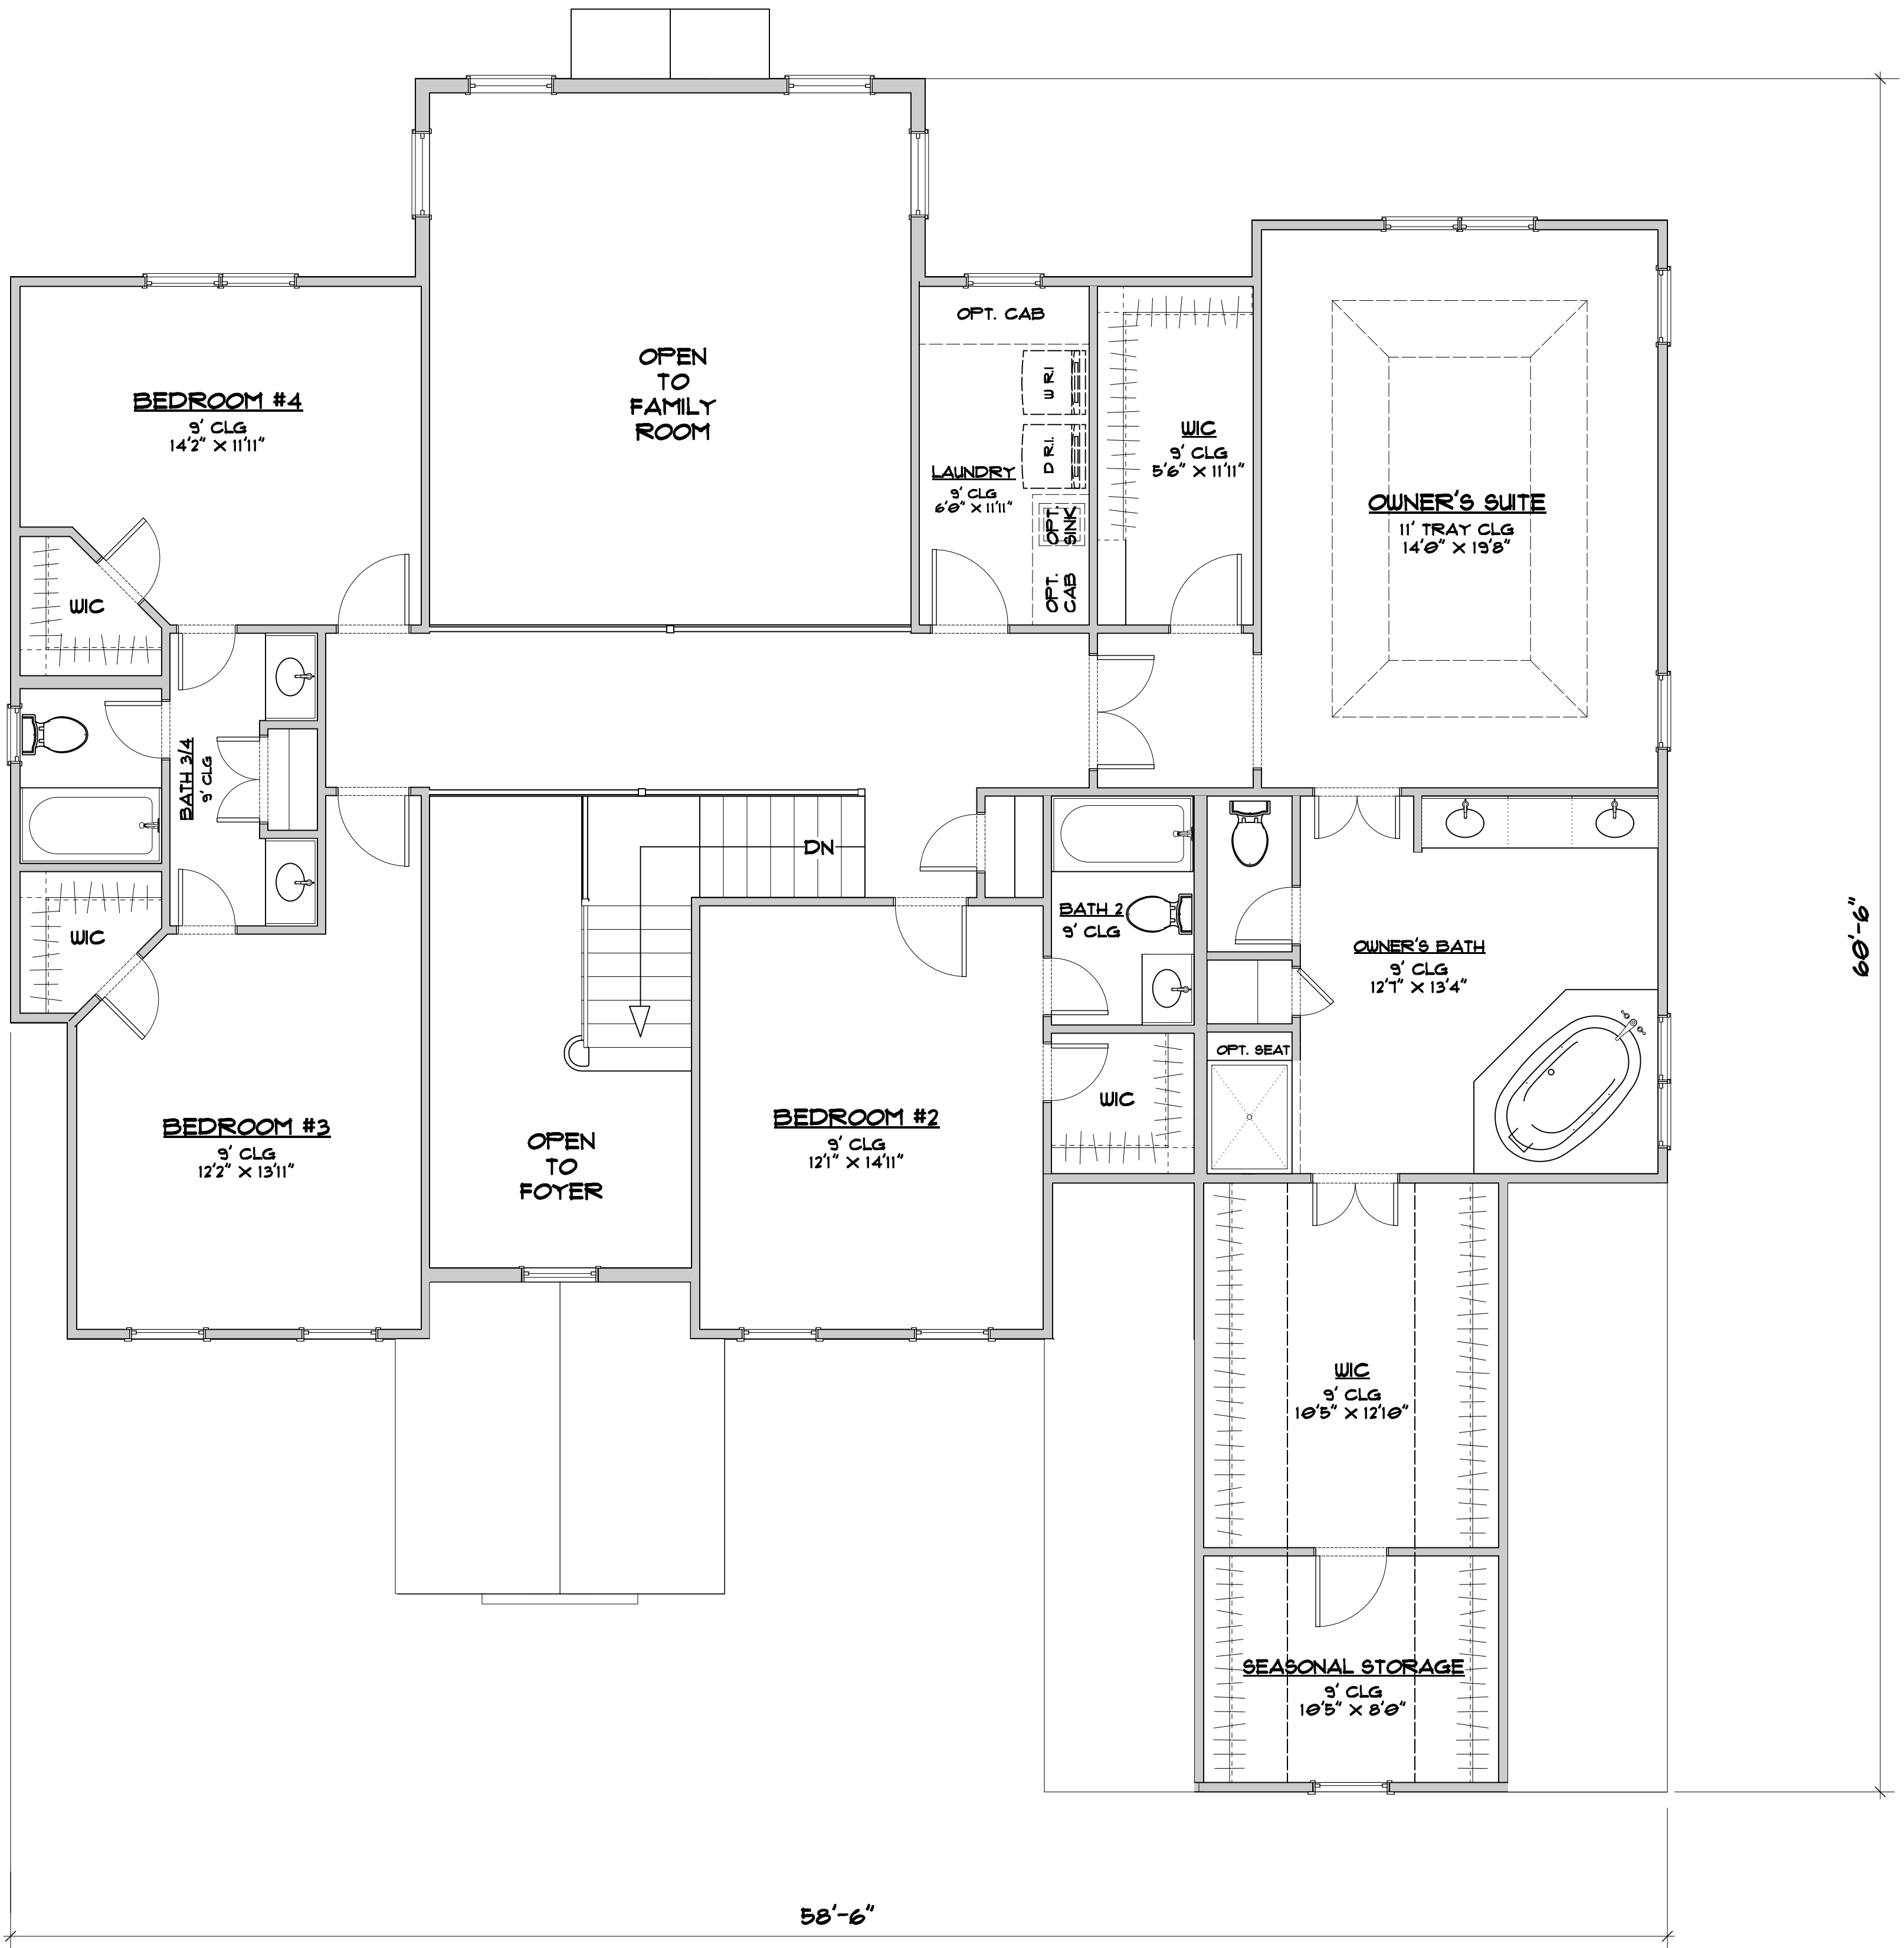 OPT. CAB
W R.I
D R.I.
OPT.
SINK
OPT.
CAB
LAUNDRY
9' CLG
6'0" X 11'11"
BEDROOM #4
9' CLG
14'2" X 11'11"
OPEN
TO
FAMILY
ROOM
WIC
9' CLG
5'6" X 11'11"
OWNER'S SUITE
11' TRAY CLG
14'0" X 19'8"
WIC
BATH 3/4
9' CLG
DN
WIC
BATH 2
9' CLG
OWNER'S BATH
9' CLG
12'7" X 13'4"
60'-6"
OPT. SEAT
WIC
BEDROOM #3
9' CLG
12'2" X 13'11"
OPEN
TO
FOYER
BEDROOM #2
9' CLG
12'1" X 14'11"
WIC
9' CLG
10'5" X 12'10"
SEASONAL STORAGE
9' CLG
10'5" X 8'0"
58'-6"